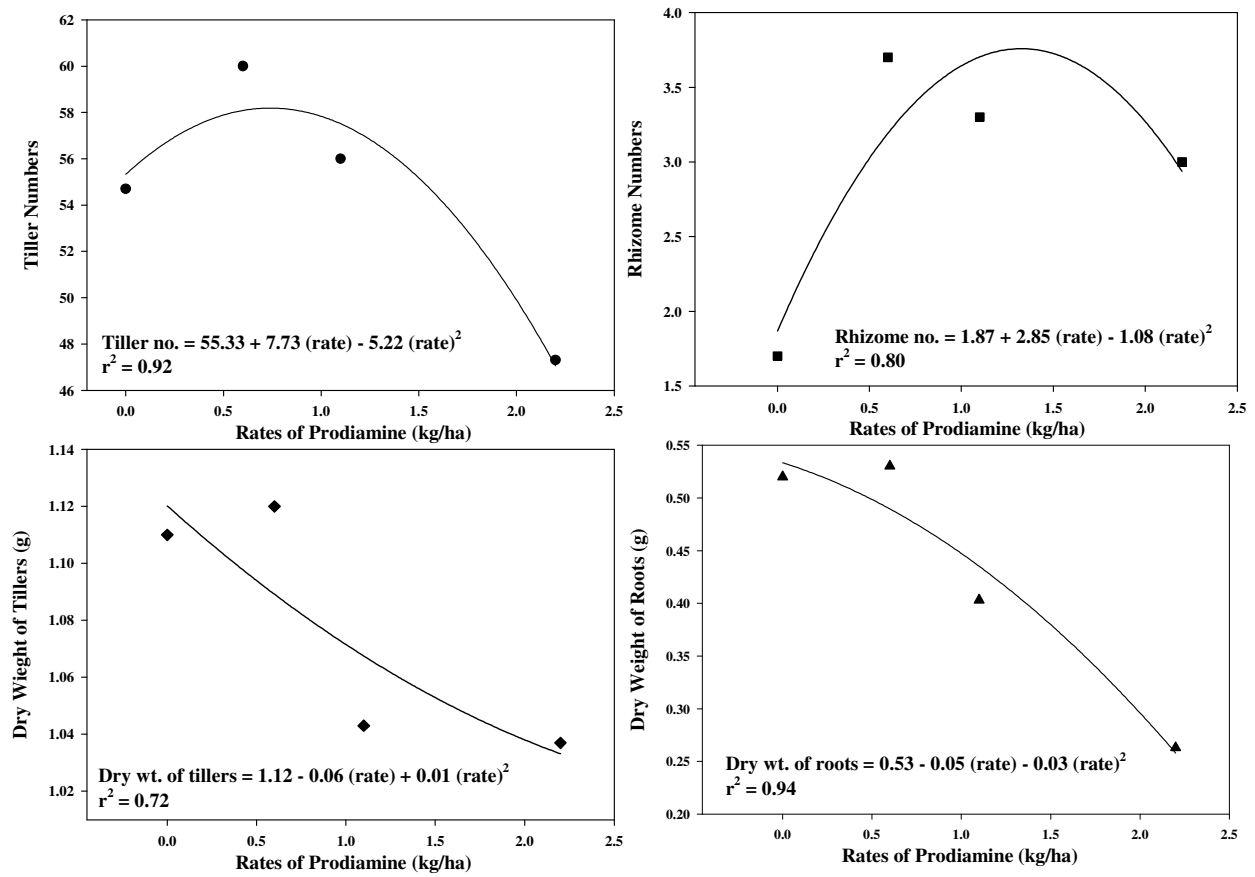 62
60
58
56
54
52
50
48
46
Tiller Numbers
Tiller no. = 55.33 + 7.73 (rate) - 5.22 (rate)²
r² = 0.92
0.0 0.5 1.0 1.5 2.0 2.5
Rates of Prodiamine (kg/ha)
4.0
3.5
3.0
2.5
2.0
1.5
Rhizome Numbers
Rhizome no. = 1.87 + 2.85 (rate) - 1.08 (rate)²
r² = 0.80
0.0 0.5 1.0 1.5 2.0 2.5
Rates of Prodiamine (kg/ha)
1.14
1.12
1.10
1.08
1.06
1.04
1.02
Dry Wieght of Tillers (g)
Dry wt. of tillers = 1.12 - 0.06 (rate) + 0.01 (rate)²
r² = 0.72
0.0 0.5 1.0 1.5 2.0 2.5
Rates of Prodiamine (kg/ha)
0.55
0.50
0.45
0.40
0.35
0.30
0.25
0.20
Dry Weight of Roots (g)
Dry wt. of roots = 0.53 - 0.05 (rate) - 0.03 (rate)²
r² = 0.94
0.0 0.5 1.0 1.5 2.0 2.5
Rates of Prodiamine (kg/ha)